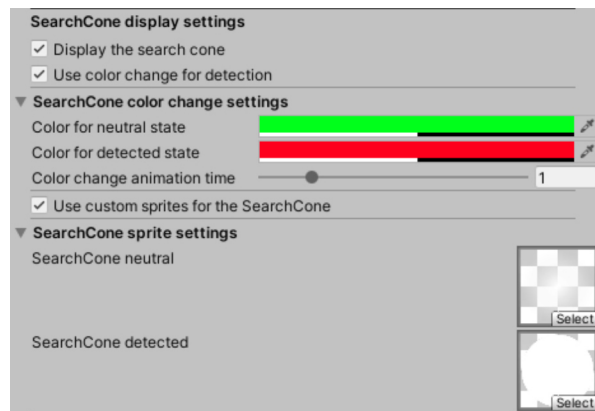 SearchCone display settings
Display the search cone
Use color change for detection
SearchCone color change settings
Color for neutral state
Color for detected state
Color change animation time 1
Use custom sprites for the SearchCone
SearchCone sprite settings
SearchCone neutral
Select
SearchCone detected
Select